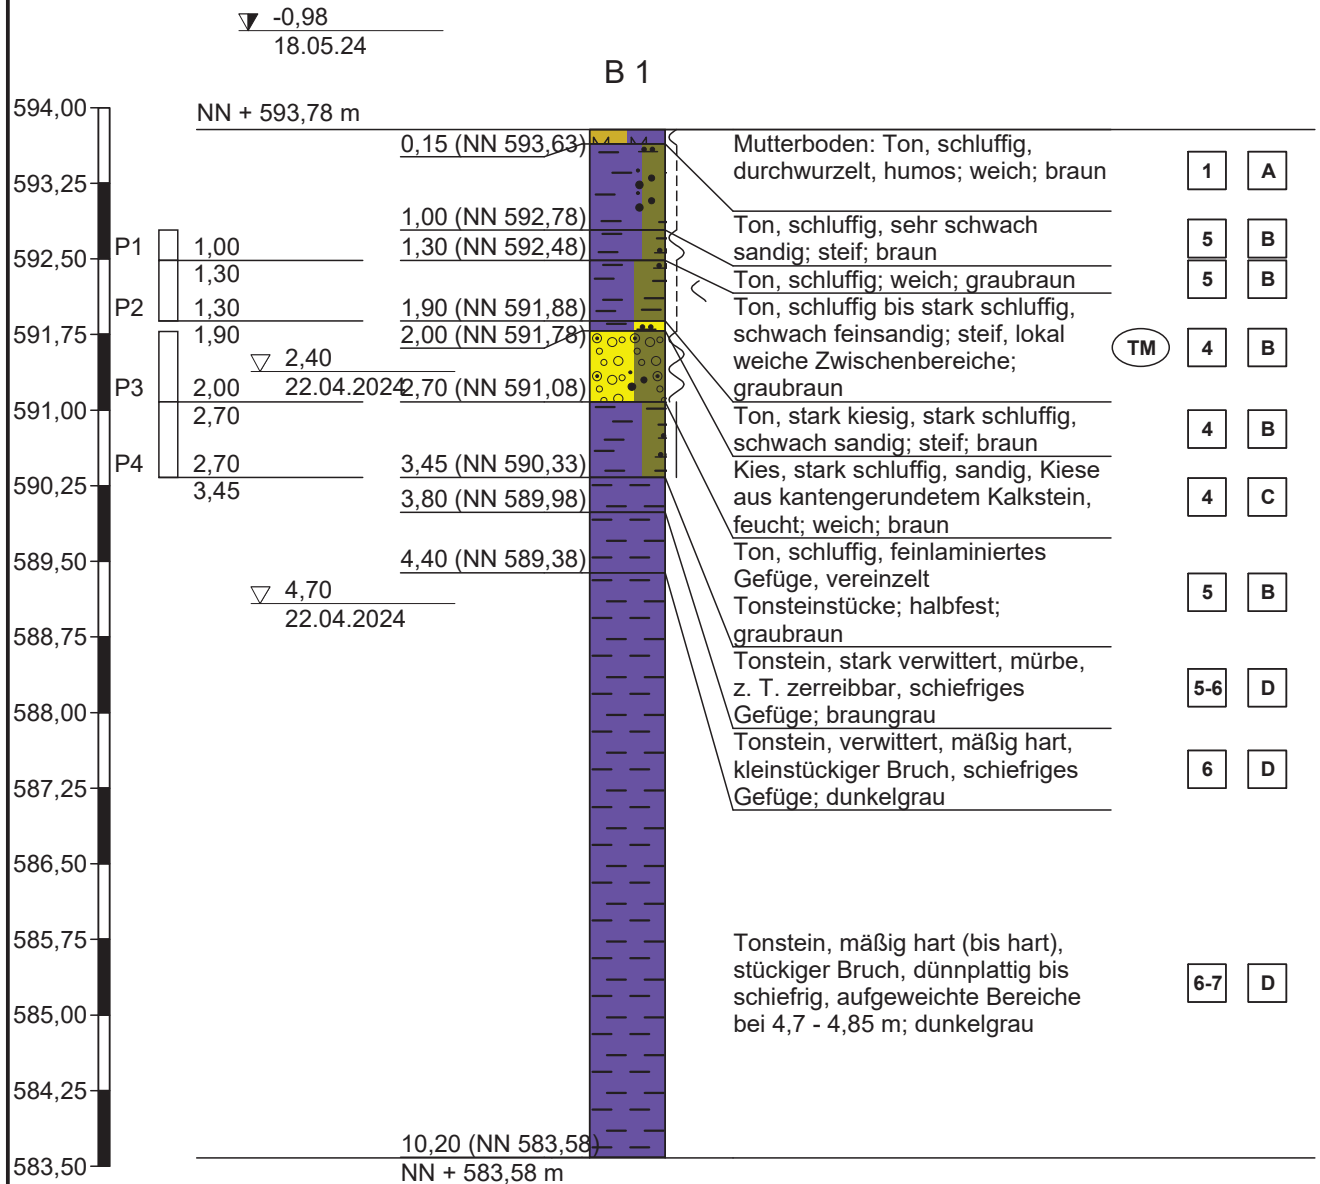 -0,98
18.05.24
B 1
594,00
593,25
592,50
591,75
591,00
590,25
589,50
588,75
588,00
587,25
586,50
585,75
585,00
584,25
583,50
NN + 593,78 m
P1
1,00
1,30
P2
1,30
1,90
P3
2,00
2,70
P4
2,70
3,45
2,40
22.04.2024
4,70
22.04.2024
0,15 (NN 593,63)
1,00 (NN 592,78)
1,30 (NN 592,48)
1,90 (NN 591,88)
2,00 (NN 591,78)
2,70 (NN 591,08)
3,45 (NN 590,33)
3,80 (NN 589,98)
4,40 (NN 589,38)
10,20 (NN 583,58)
NN + 583,58 m
Mutterboden: Ton, schluffig,
durchwurzelt, humos; weich; braun
1 A
Ton, schluffig, sehr schwach
sandig; steif; braun
5 B
Ton, schluffig; weich; graubraun
5 B
Ton, schluffig bis stark schluffig,
schwach feinsandig; steif, lokal
weiche Zwischenbereiche;
graubraun
TM 4 B
Ton, stark kiesig, stark schluffig,
schwach sandig; steif; braun
4 B
Kies, stark schluffig, sandig, Kiese
aus kantengerundetem Kalkstein,
feucht; weich; braun
4 C
Ton, schluffig, feinlaminiertes
Gefüge, vereinzelt
Tonsteinstücke; halbfest;
graubraun
5 B
Tonstein, stark verwittert, mürbe,
z. T. zerreibbar, schiefriges
Gefüge; braungrau
5-6 D
Tonstein, verwittert, mäßig hart,
kleinstückiger Bruch, schiefriges
Gefüge; dunkelgrau
6 D
Tonstein, mäßig hart (bis hart),
stückiger Bruch, dünnplattig bis
schiefrig, aufgeweichte Bereiche
bei 4,7 - 4,85 m; dunkelgrau
6-7 D